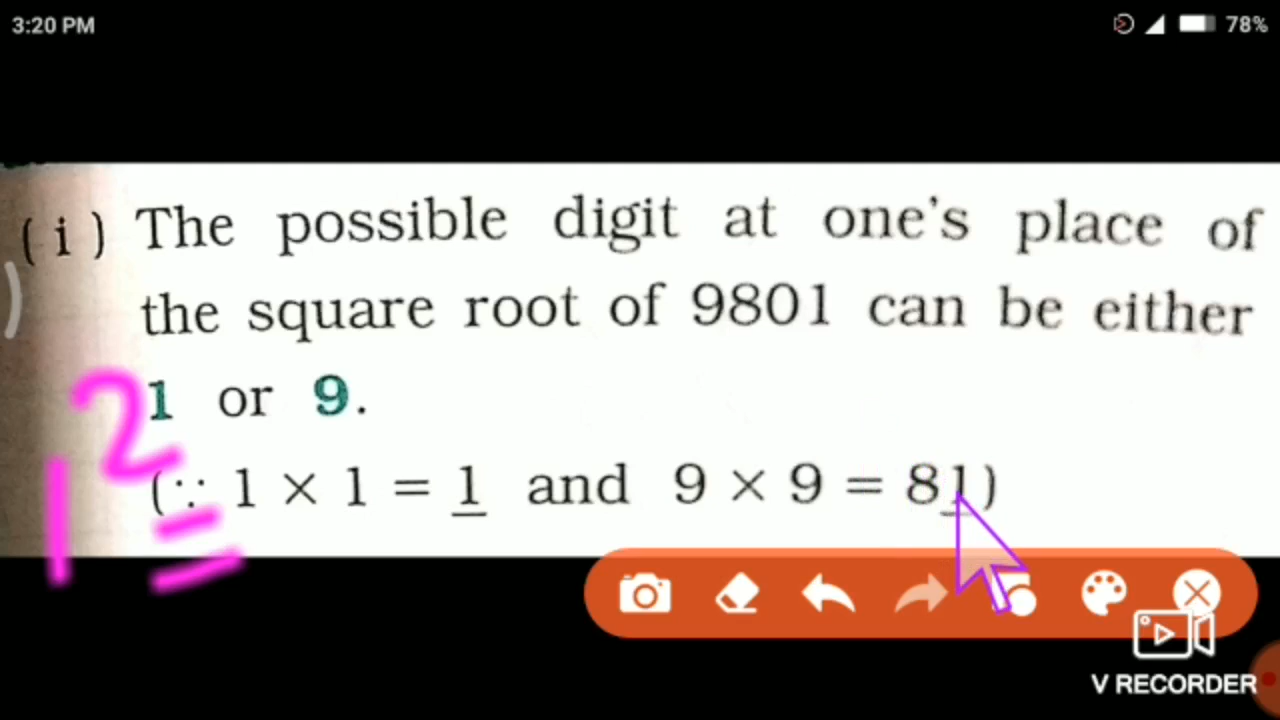 3:20 PM
78%
( i ) The possible digit at one's place of
the square root of 9801 can be either
1 or 9.
(∵ 1 × 1 = 1 and 9 × 9 = 81)
1² =
V RECORDER